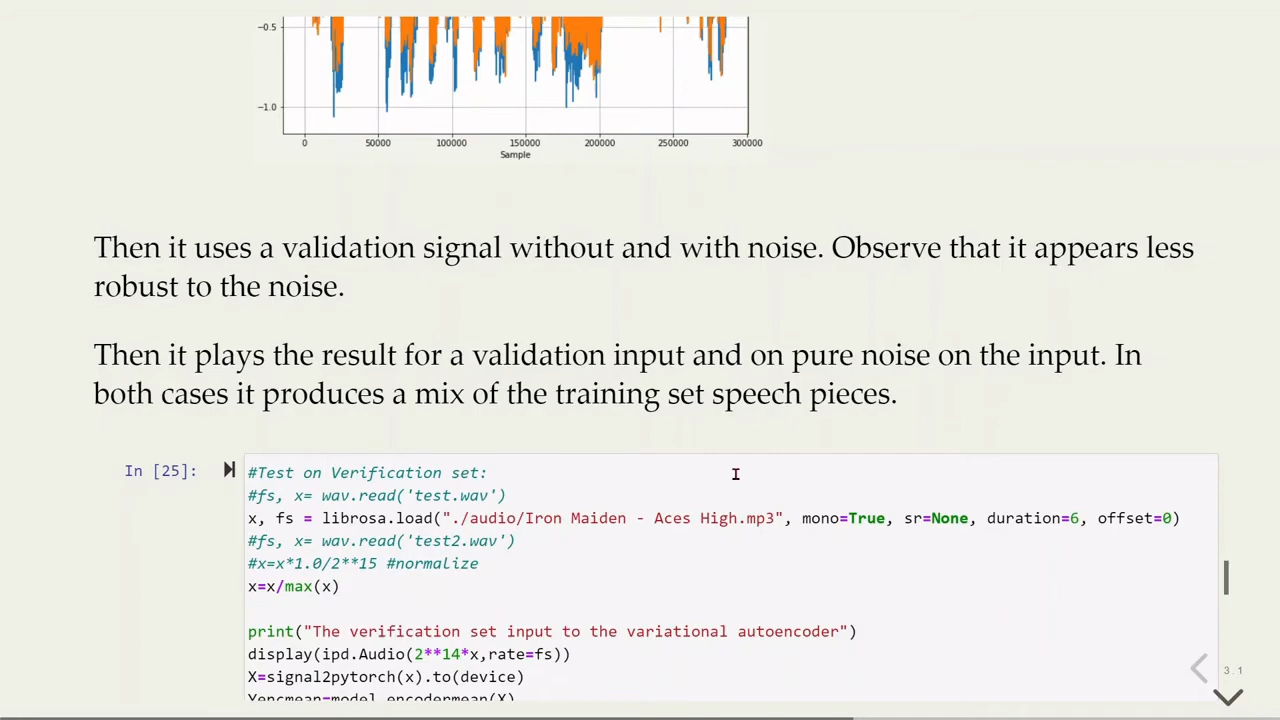 −0.5
−1.0
0 50000 100000 150000 200000 250000 300000
Sample
Then it uses a validation signal without and with noise. Observe that it appears less
robust to the noise.
Then it plays the result for a validation input and on pure noise on the input. In
both cases it produces a mix of the training set speech pieces.
In [25]:
#Test on Verification set:
#fs, x= wav.read('test.wav')
x, fs = librosa.load("./audio/Iron Maiden - Aces High.mp3", mono=True, sr=None, duration=6, offset=0)
#fs, x= wav.read('test2.wav')
#x=x*1.0/2**15 #normalize
x=x/max(x)
print("The verification set input to the variational autoencoder")
display(ipd.Audio(2**14*x,rate=fs))
X=signal2pytorch(x).to(device)
Yencmean=model.encodermean(X)
3.1